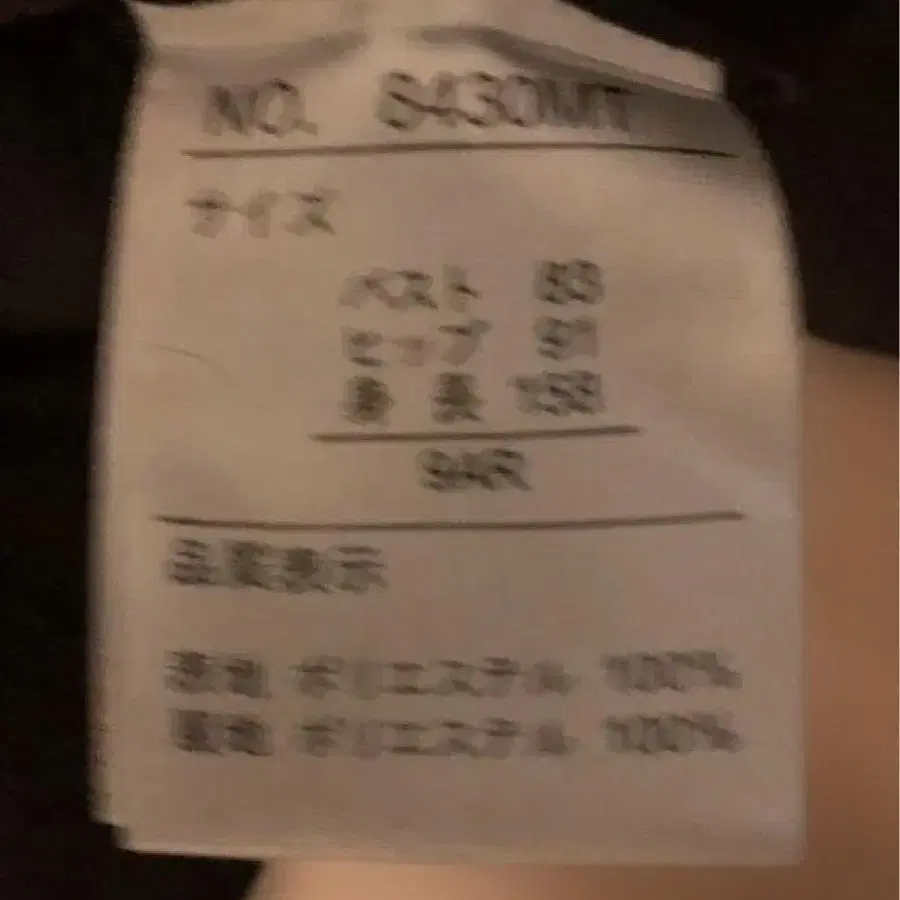 NO. 6430MT
サイズ
バスト 83
ヒップ 91
身長 158
9AR
品質表示
表地 ポリエステル 100%
裏地 ポリエステル 100%